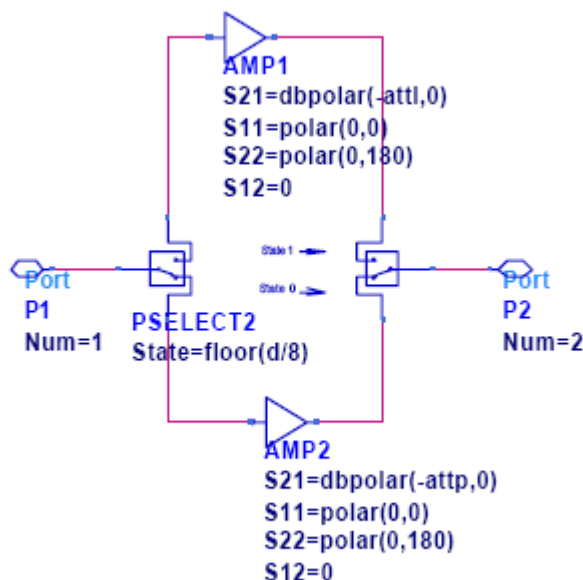 AMP1
S21=dbpolar(-attl,0)
S11=polar(0,0)
S22=polar(0,180)
S12=0
State 1
State 0
Port
P1
Num=1
PSELECT2
State=floor(d/8)
Port
P2
Num=2
AMP2
S21=dbpolar(-attp,0)
S11=polar(0,0)
S22=polar(0,180)
S12=0